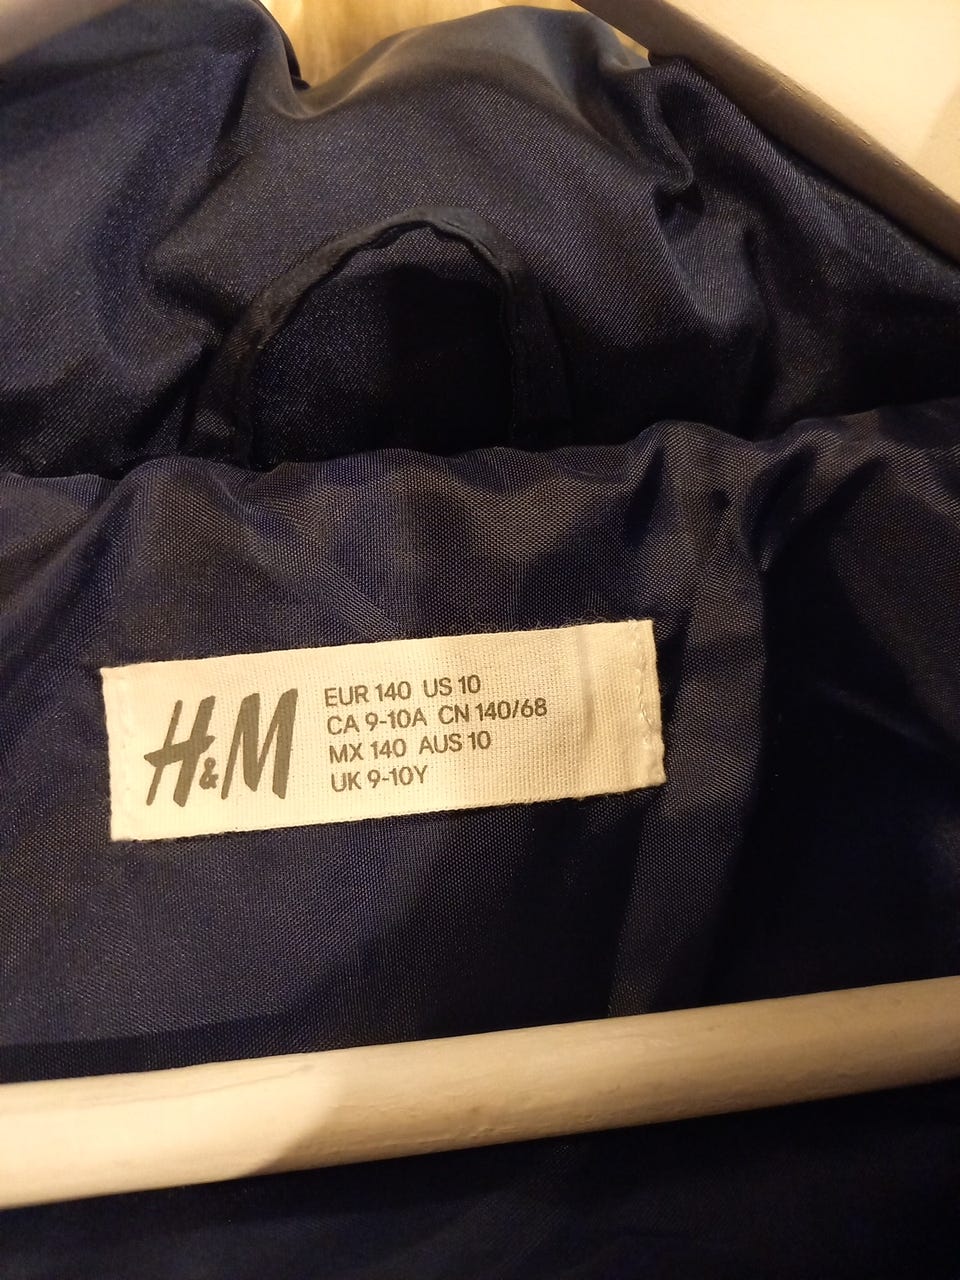 H&M
EUR 140 US 10
CA 9-10A CN 140/68
MX 140 AUS 10
UK 9-10Y